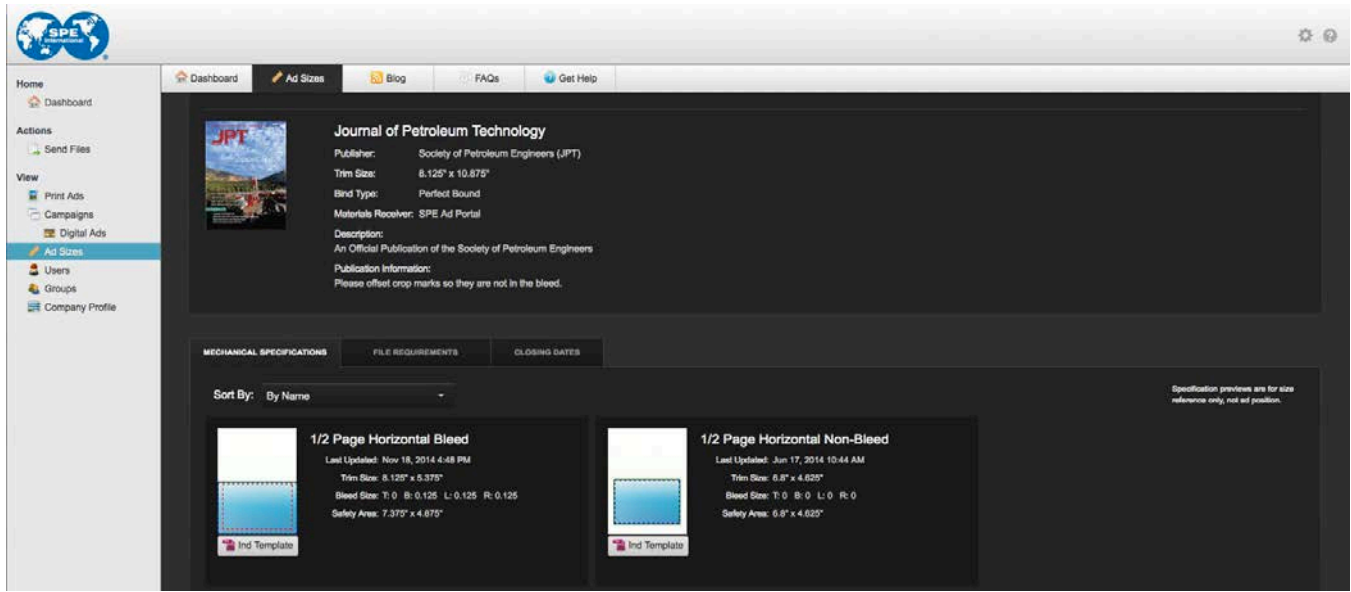 SPE
International
Home
Dashboard
Actions
Send Files
View
Print Ads
Campaigns
Digital Ads
Ad Sizes
Users
Groups
Company Profile
Dashboard Ad Sizes Blog FAQs Get Help
JPT
Journal of Petroleum Technology
Publisher: Society of Petroleum Engineers (JPT)
Trim Size: 8.125" x 10.875"
Bind Type: Perfect Bound
Materials Receiver: SPE Ad Portal
Description:
An Official Publication of the Society of Petroleum Engineers
Publication Information:
Please offset crop marks so they are not in the bleed.
MECHANICAL SPECIFICATIONS FILE REQUIREMENTS CLOSING DATES
Sort By: By Name
Specification previews are for size
reference only, not ad position.
1/2 Page Horizontal Bleed
Last Updated: Nov 18, 2014 4:48 PM
Trim Size: 8.125" x 5.375"
Bleed Size: T: 0 B: 0.125 L: 0.125 R: 0.125
Safety Area: 7.375" x 4.875"
Ind Template
1/2 Page Horizontal Non-Bleed
Last Updated: Jun 17, 2014 10:44 AM
Trim Size: 6.8" x 4.625"
Bleed Size: T: 0 B: 0 L: 0 R: 0
Safety Area: 6.8" x 4.625"
Ind Template